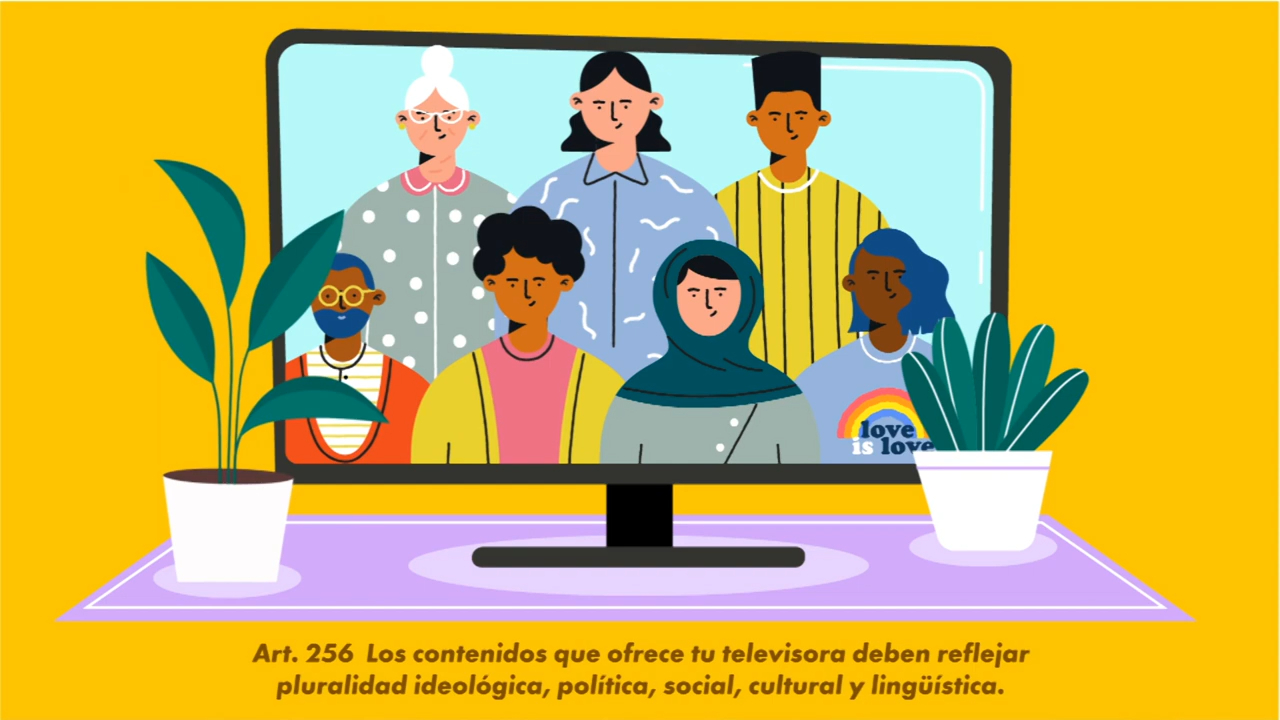 love
is love
Art. 256 Los contenidos que ofrece tu televisora deben reflejar
pluralidad ideológica, política, social, cultural y lingüística.